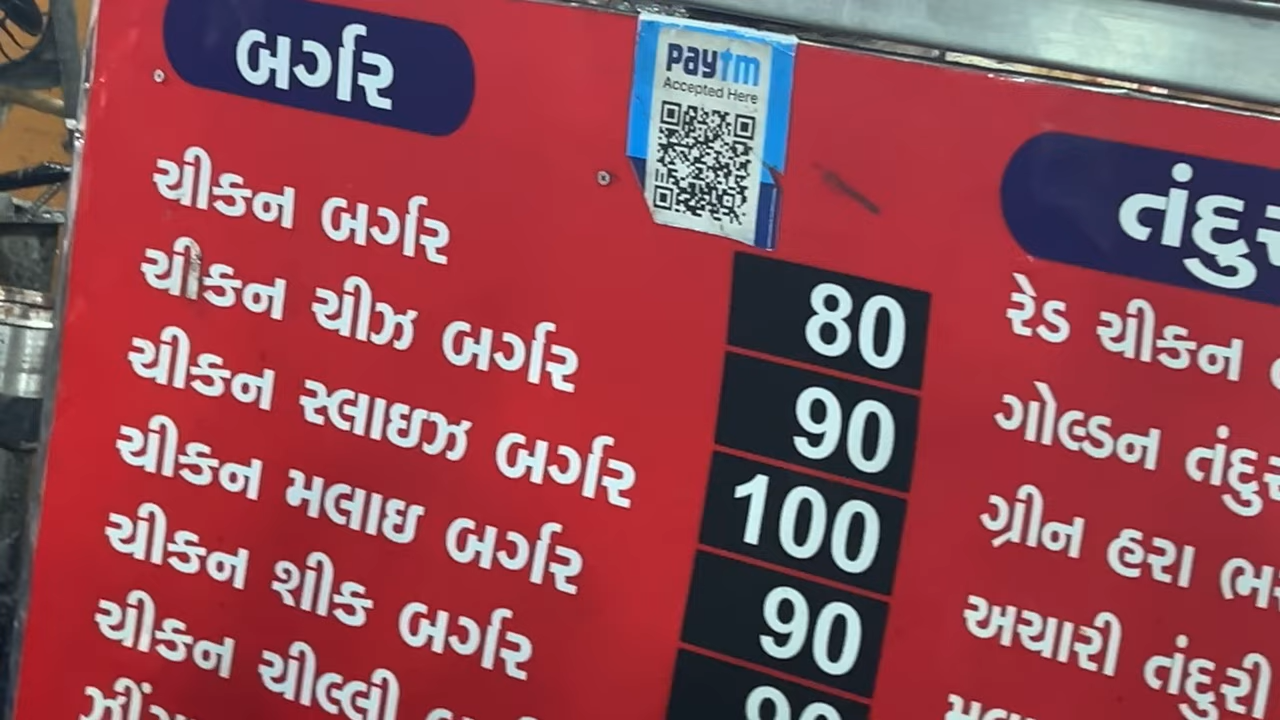 બર્ગર
paytm
Accepted Here
ચીકન બર્ગર 80
ચીકન ચીઝ બર્ગર 90
ચીકન સ્લાઇઝ બર્ગર 100
ચીકન મલાઇ બર્ગર 90
ચીકન શીક બર્ગર
ચીકન ચીલ્લી
રેડ ચીકન
ગોલ્ડન
ગ્રીન હરા
અચારી તંદુરી